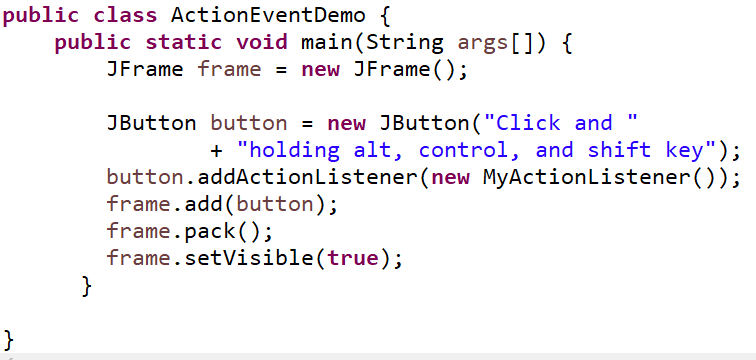 public class ActionEventDemo {
    public static void main(String args[]) {
        JFrame frame = new JFrame();
        JButton button = new JButton("Click and "
                + "holding alt, control, and shift key");
        button.addActionListener(new MyActionListener());
        frame.add(button);
        frame.pack();
        frame.setVisible(true);
      }
}